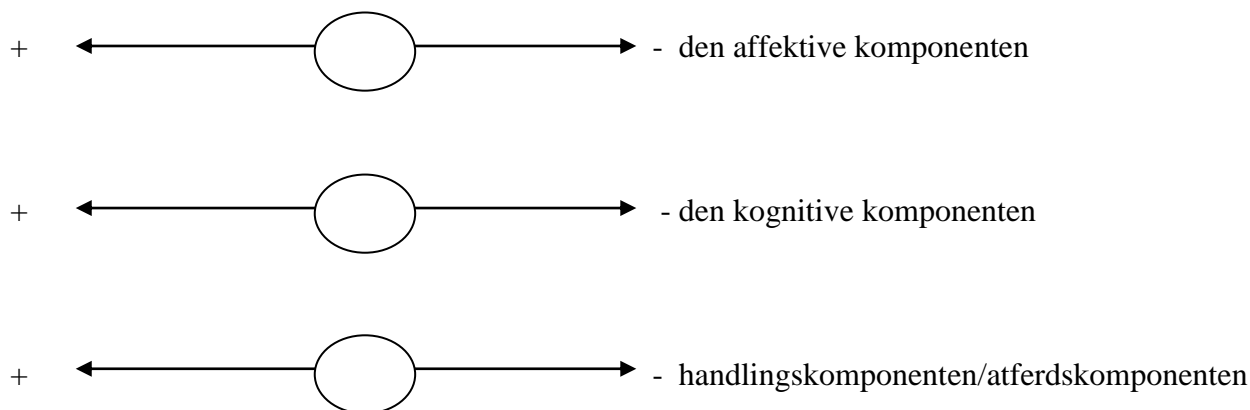 + - den affektive komponenten
+ - den kognitive komponenten
+ - handlingskomponenten/atferdskomponenten